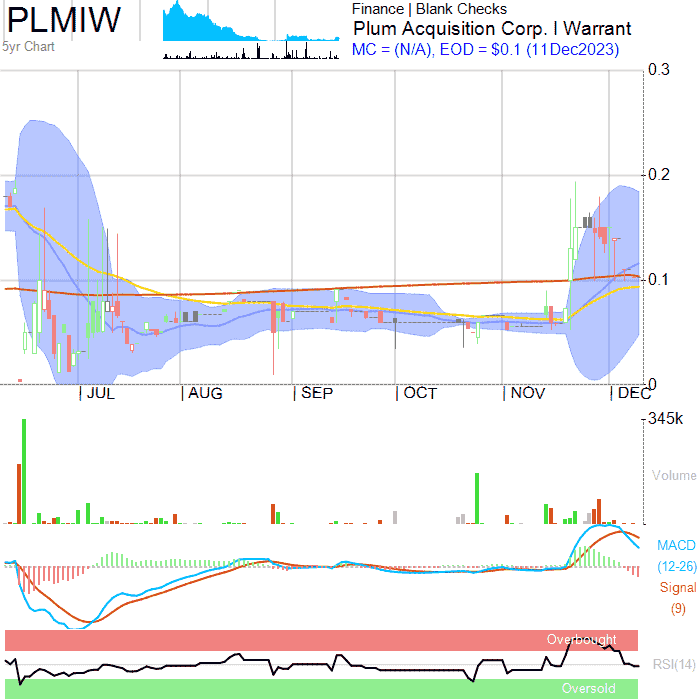 PLMIW
5yr Chart
Finance | Blank Checks
Plum Acquisition Corp. I Warrant
MC = (N/A), EOD = $0.1 (11Dec2023)
0.3
0.2
0.1
0
JUL
AUG
SEP
OCT
NOV
DEC
345k
Volume
MACD
(12-26)
Signal
(9)
Overbought
RSI(14)
Oversold